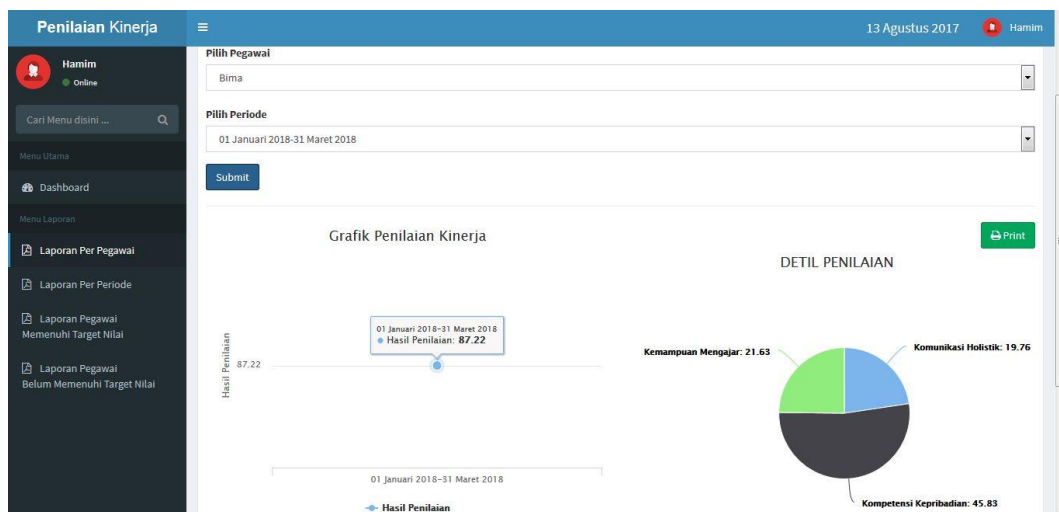 Penilaian Kinerja
13 Agustus 2017
Hamim
Hamim
Online
Cari Menu disini ...
Menu Utama
Dashboard
Menu Laporan
Laporan Per Pegawai
Laporan Per Periode
Laporan Pegawai
Memenuhi Target Nilai
Laporan Pegawai
Belum Memenuhi Target Nilai
Pilih Pegawai
Bima
Pilih Periode
01 Januari 2018-31 Maret 2018
Submit
Print
Grafik Penilaian Kinerja
Hasil Penilaian
87.22
01 Januari 2018-31 Maret 2018
Hasil Penilaian: 87.22
01 Januari 2018-31 Maret 2018
Hasil Penilaian
DETIL PENILAIAN
Kemampuan Mengajar: 21.63
Komunikasi Holistik: 19.76
Kompetensi Kepribadian: 45.83